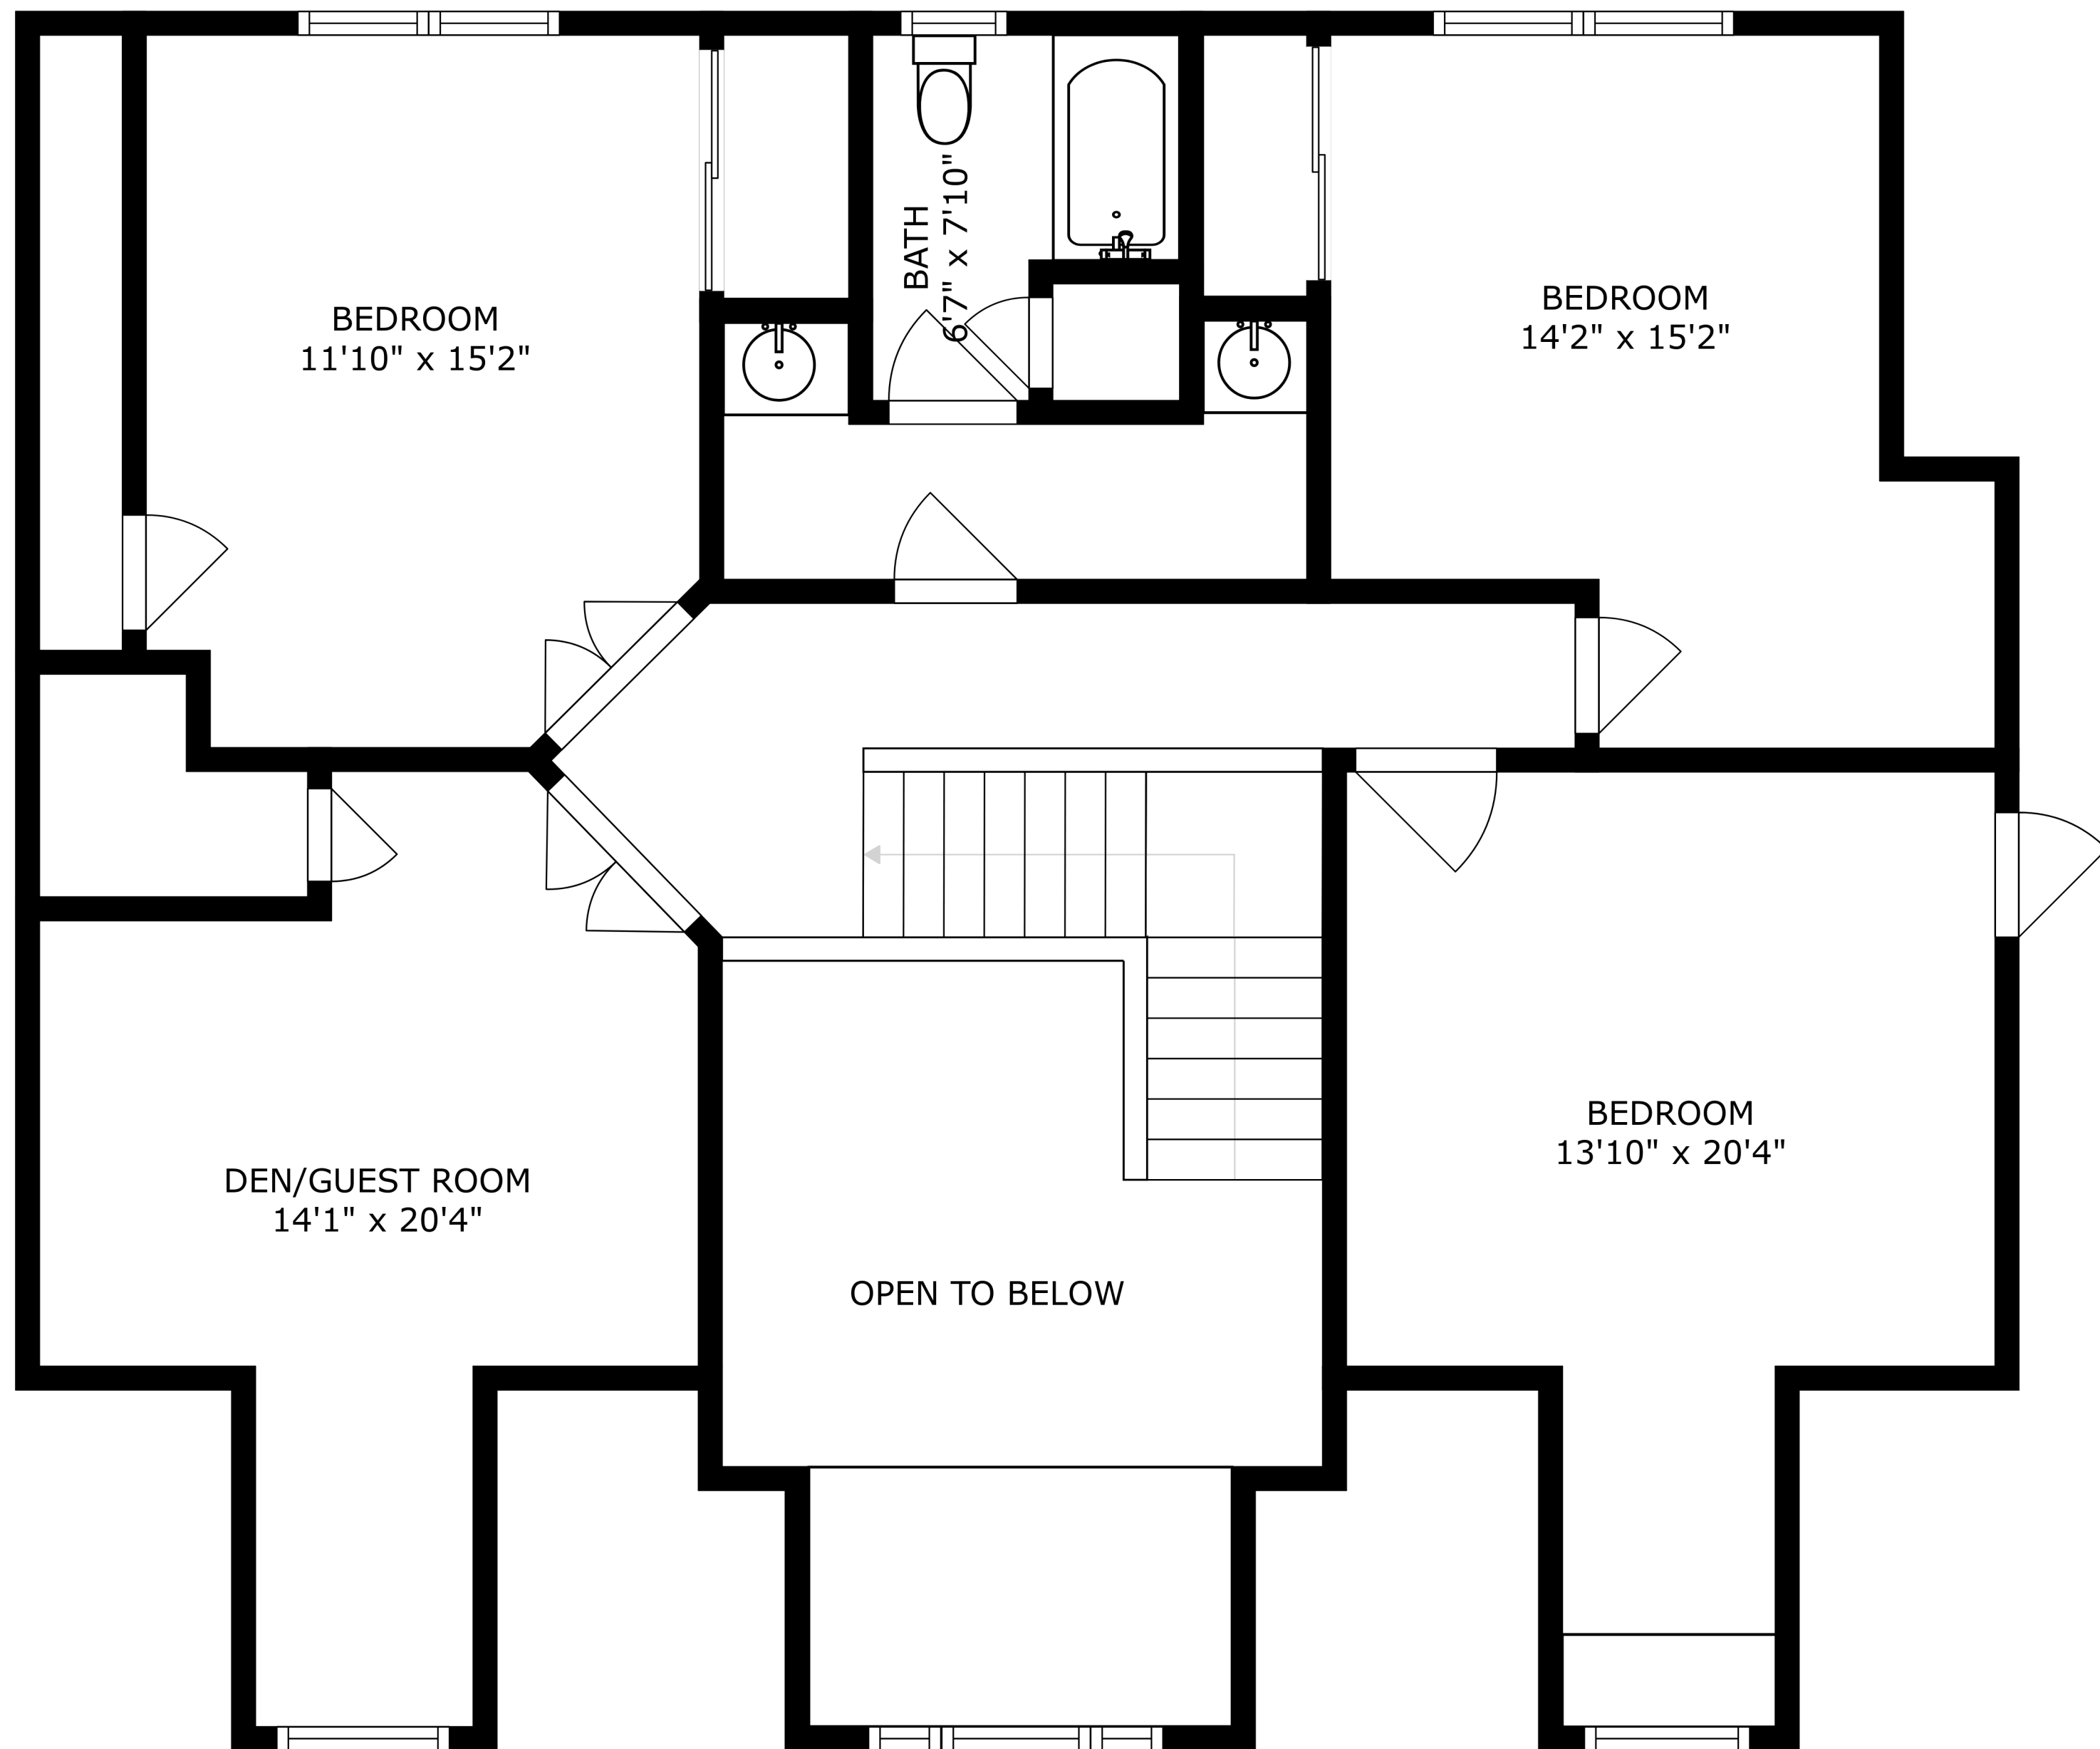 BATH
6'7" x 7'10"
BEDROOM
11'10" x 15'2"
BEDROOM
14'2" x 15'2"
BEDROOM
13'10" x 20'4"
DEN/GUEST ROOM
14'1" x 20'4"
OPEN TO BELOW